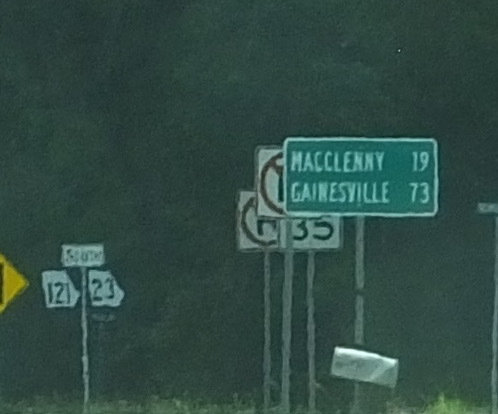 MACCLENNY 19
GAINESVILLE 73
35
SOUTH
121 23